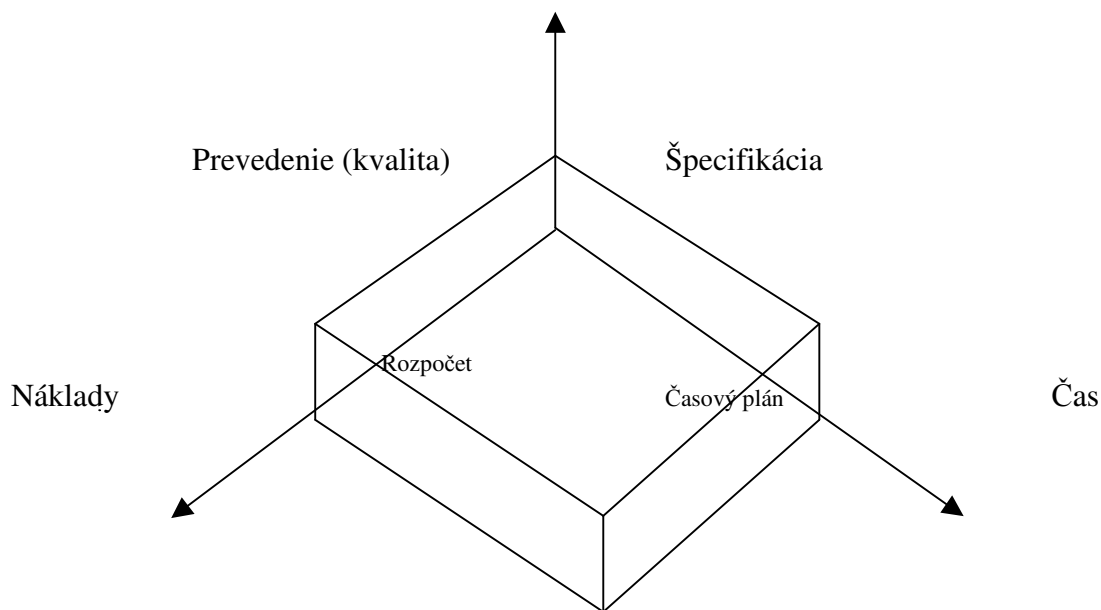 Prevedenie (kvalita)
Špecifikácia
Rozpočet
Náklady
Časový plán
Čas